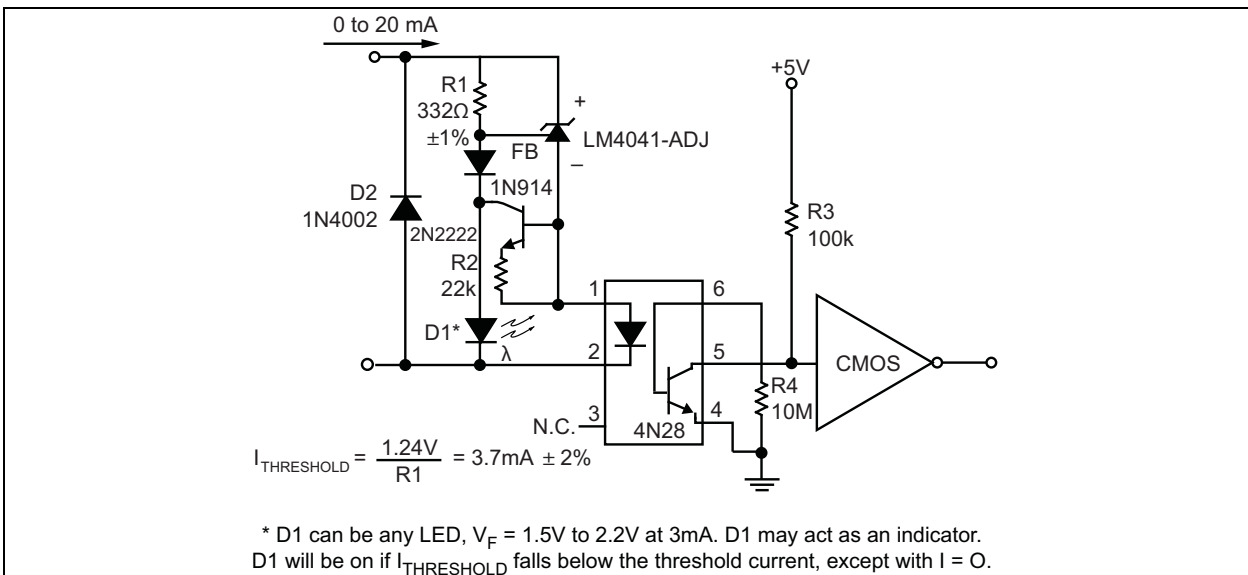 0 to 20 mA
+5V
R1
332Ω
±1%
+
LM4041-ADJ
FB
–
1N914
D2
1N4002
2N2222
R3
100k
R2
22k
1
6
D1*
λ
2
5
CMOS
R4
10M
3
4
N.C.
4N28
I_THRESHOLD = 1.24V / R1 = 3.7mA ± 2%
* D1 can be any LED, V_F = 1.5V to 2.2V at 3mA. D1 may act as an indicator.
D1 will be on if I_THRESHOLD falls below the threshold current, except with I = O.